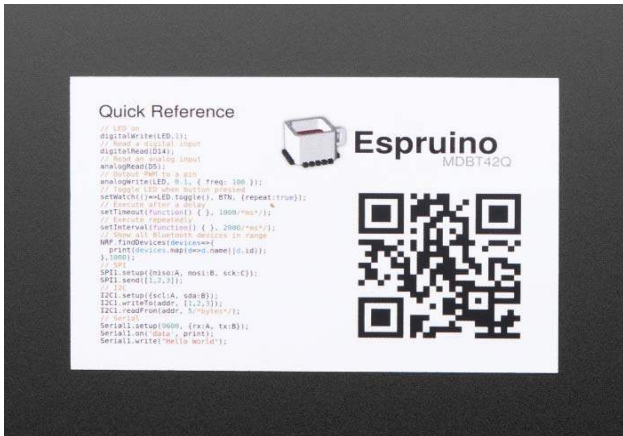 Quick Reference
// LED on
digitalWrite(LED,1);
// Read a digital input
digitalRead(D14);
// Read an analog input
analogRead(D5);
// Output PWM to a pin
analogWrite(LED, 0.1, { freq: 100 });
// Toggle LED when button pressed
setWatch(()=>LED.toggle(), BTN, {repeat:true});
// Execute after a delay
setTimeout(function() { }, 1000/*ms*/);
// Execute repeatedly
setInterval(function() { }, 2000/*ms*/);
// Show all Bluetooth devices in range
NRF.findDevices(devices=>{
print(devices.map(d=>d.name||d.id));
},1000);
// SPI
SPI1.setup({miso:A, mosi:B, sck:C});
SPI1.send([1,2,3]);
// I2C
I2C1.setup({scl:A, sda:B});
I2C1.writeTo(addr, [1,2,3]);
I2C1.readFrom(addr, 5/*bytes*/);
// Serial
Serial1.setup(9600, {rx:A, tx:B});
Serial1.on('data', print);
Serial1.write("Hello World");
Espruino
MDBT42Q